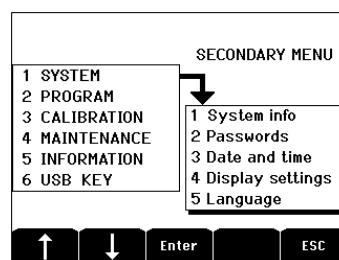 SECONDARY MENU
1 SYSTEM
2 PROGRAM
3 CALIBRATION
4 MAINTENANCE
5 INFORMATION
6 USB KEY
1 System info
2 Passwords
3 Date and time
4 Display settings
5 Language
↑ ↓ Enter ESC